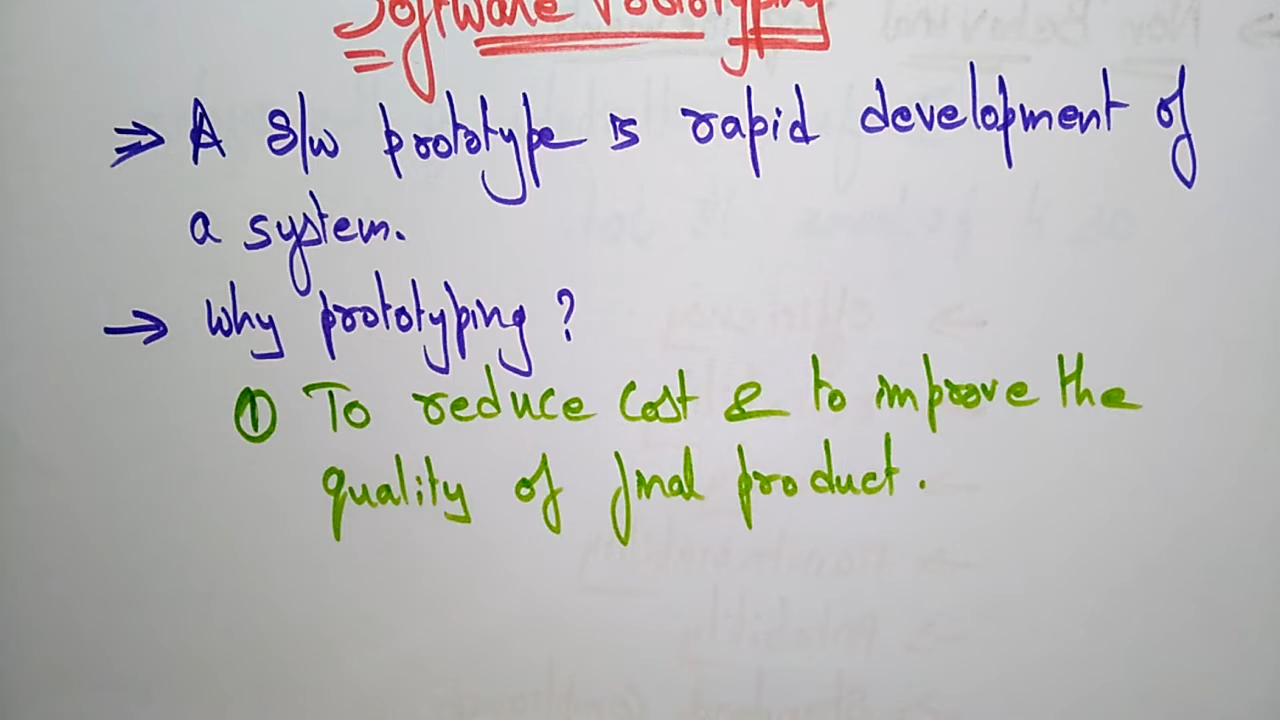 Software Prototyping
⇒ A S/w prototype is rapid development of
a system.
→ Why prototyping ?
① To reduce cost & to improve the
quality of final product.